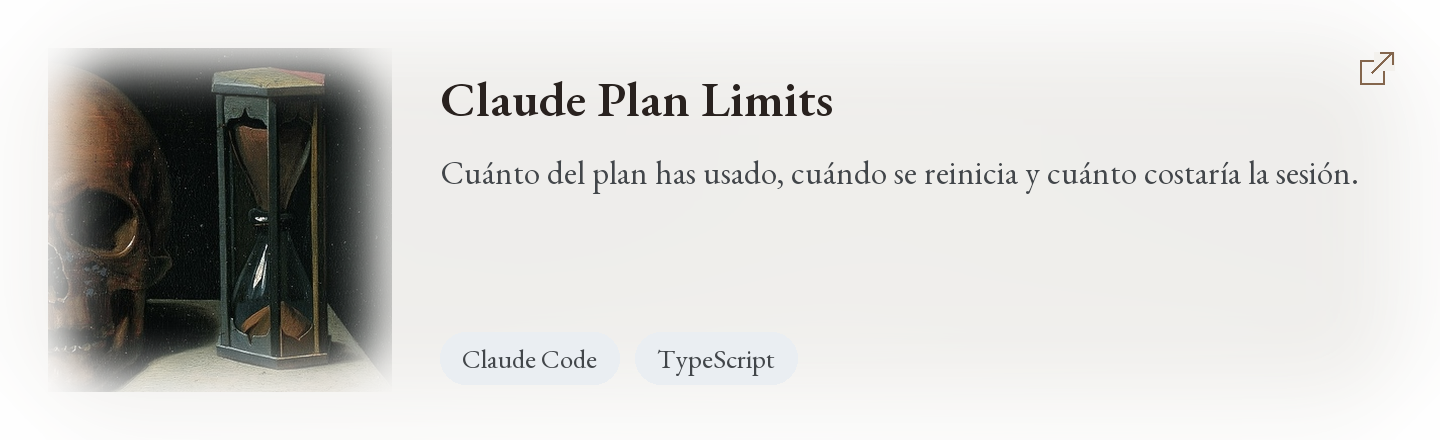 Claude Plan Limits
Cuánto del plan has usado, cuándo se reinicia y cuánto costaría la sesión.
Claude Code
TypeScript